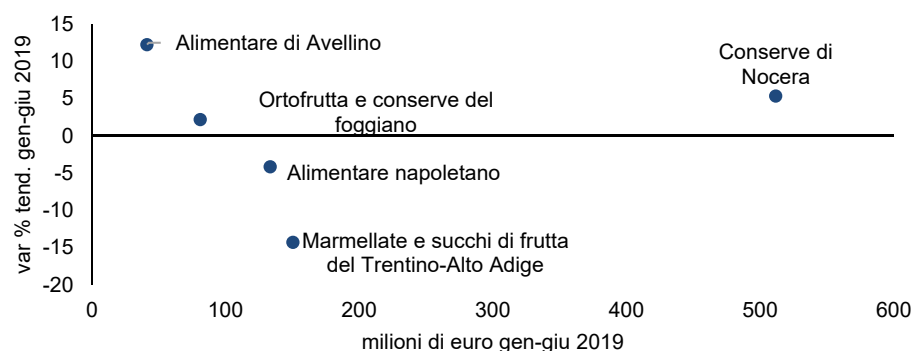 15
10
5
0
-5
-10
-15
-20
var % tend. gen-giu 2019
Alimentare di Avellino
Conserve di
Nocera
Ortofrutta e conserve del
foggiano
Alimentare napoletano
Marmellate e succhi di frutta
del Trentino-Alto Adige
0 100 200 300 400 500 600
milioni di euro gen-giu 2019